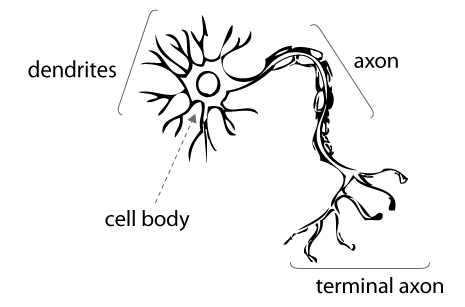 dendrites
axon
cell body
terminal axon